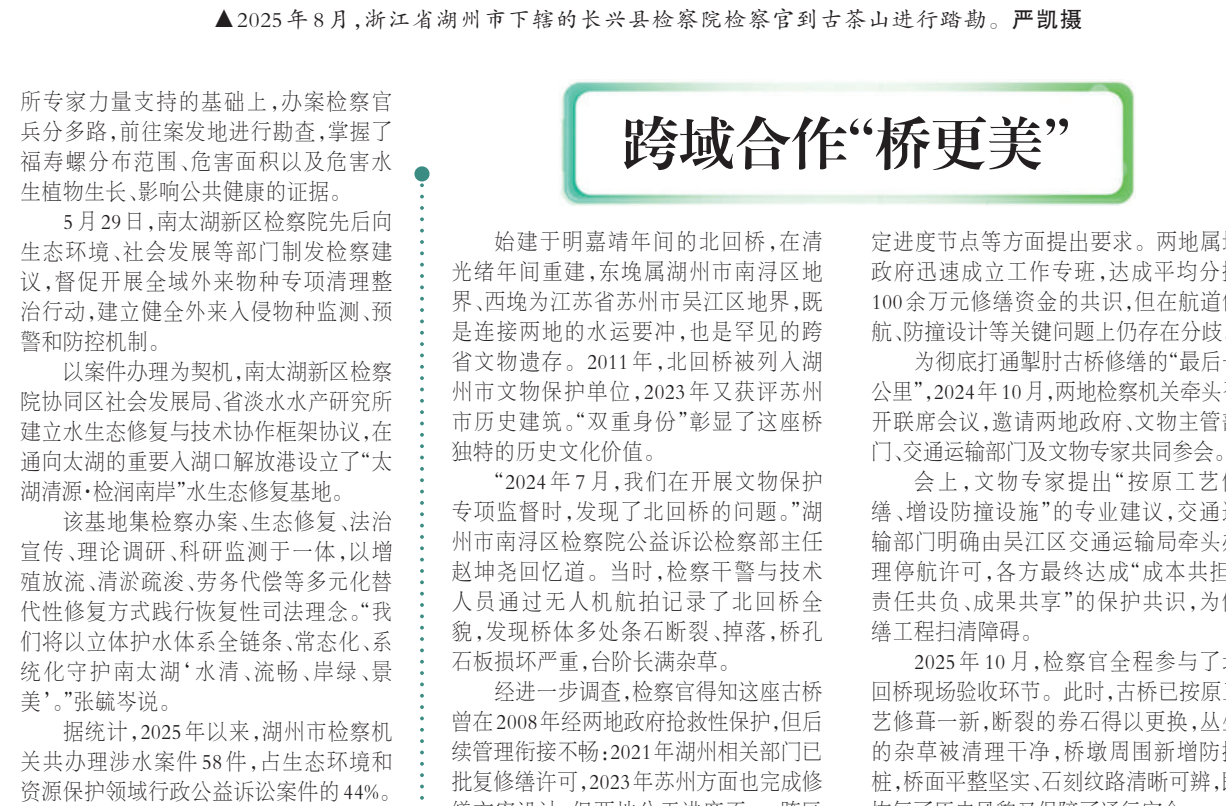 ▲2025年8月,浙江省湖州市下辖的长兴县检察院检察官到古茶山进行踏勘。严凯摄
所专家力量支持的基础上,办案检察官
兵分多路,前往案发地进行勘查,掌握了
福寿螺分布范围、危害面积以及危害水
生植物生长、影响公共健康的证据。
5月29日,南太湖新区检察院先后向
生态环境、社会发展等部门制发检察建
议,督促开展全域外来物种专项清理整
治行动,建立健全外来入侵物种监测、预
警和防控机制。
以案件办理为契机,南太湖新区检察
院协同区社会发展局、省淡水水产研究所
建立水生态修复与技术协作框架协议,在
通向太湖的重要入湖口解放港设立了“太
湖清源·检润南岸”水生态修复基地。
该基地集检察办案、生态修复、法治
宣传、理论调研、科研监测于一体,以增
殖放流、清淤疏浚、劳务代偿等多元化替
代性修复方式践行恢复性司法理念。“我
们将以立体护水体系全链条、常态化、系
统化守护南太湖‘水清、流畅、岸绿、景
美’。”张毓岑说。
据统计,2025年以来,湖州市检察机
关共办理涉水案件58件,占生态环境和
资源保护领域行政公益诉讼案件的44%。
跨域合作“桥更美”
始建于明嘉靖年间的北回桥,在清
光绪年间重建,东堍属湖州市南浔区地
界、西堍为江苏省苏州市吴江区地界,既
是连接两地的水运要冲,也是罕见的跨
省文物遗存。2011年,北回桥被列入湖
州市文物保护单位,2023年又获评苏州
市历史建筑。“双重身份”彰显了这座桥
独特的历史文化价值。
“2024年7月,我们在开展文物保护
专项监督时,发现了北回桥的问题。”湖
州市南浔区检察院公益诉讼检察部主任
赵坤尧回忆道。当时,检察干警与技术
人员通过无人机航拍记录了北回桥全
貌,发现桥体多处条石断裂、掉落,桥孔
石板损坏严重,台阶长满杂草。
经进一步调查,检察官得知这座古桥
曾在2008年经两地政府抢救性保护,但后
续管理衔接不畅:2021年湖州相关部门已
批复修缮许可,2023年苏州方面也完成修
定进度节点等方面提出要求。两地属
政府迅速成立工作专班,达成平均分
100余万元修缮资金的共识,但在航道
航、防撞设计等关键问题上仍存在分歧
为彻底打通掣肘古桥修缮的“最后
公里”,2024年10月,两地检察机关牵头
开联席会议,邀请两地政府、文物主管
门、交通运输部门及文物专家共同参会。
会上,文物专家提出“按原工艺
缮、增设防撞设施”的专业建议,交通
输部门明确由吴江区交通运输局牵头
理停航许可,各方最终达成“成本共担
责任共负、成果共享”的保护共识,为
缮工程扫清障碍。
2025年10月,检察官全程参与了
回桥现场验收环节。此时,古桥已按原
艺修葺一新,断裂的券石得以更换,丛
的杂草被清理干净,桥墩周围新增防
桩,桥面平整坚实、石刻纹路清晰可辨,